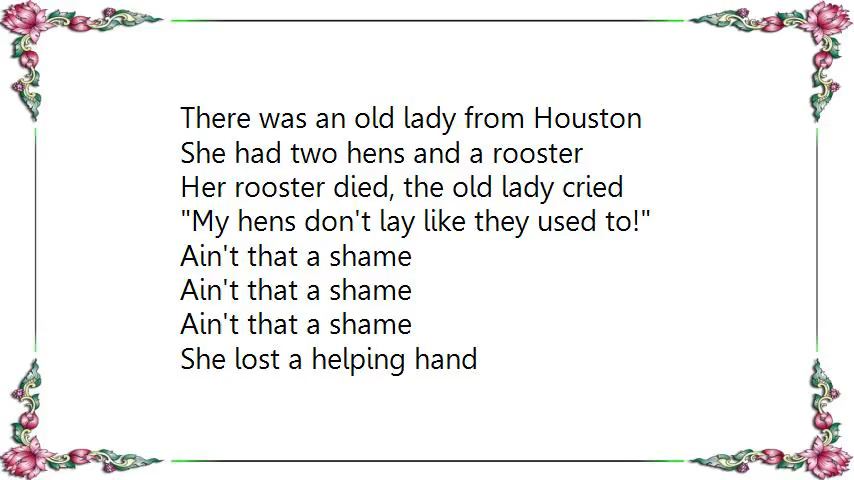 There was an old lady from Houston
She had two hens and a rooster
Her rooster died, the old lady cried
"My hens don't lay like they used to!"
Ain't that a shame
Ain't that a shame
Ain't that a shame
She lost a helping hand